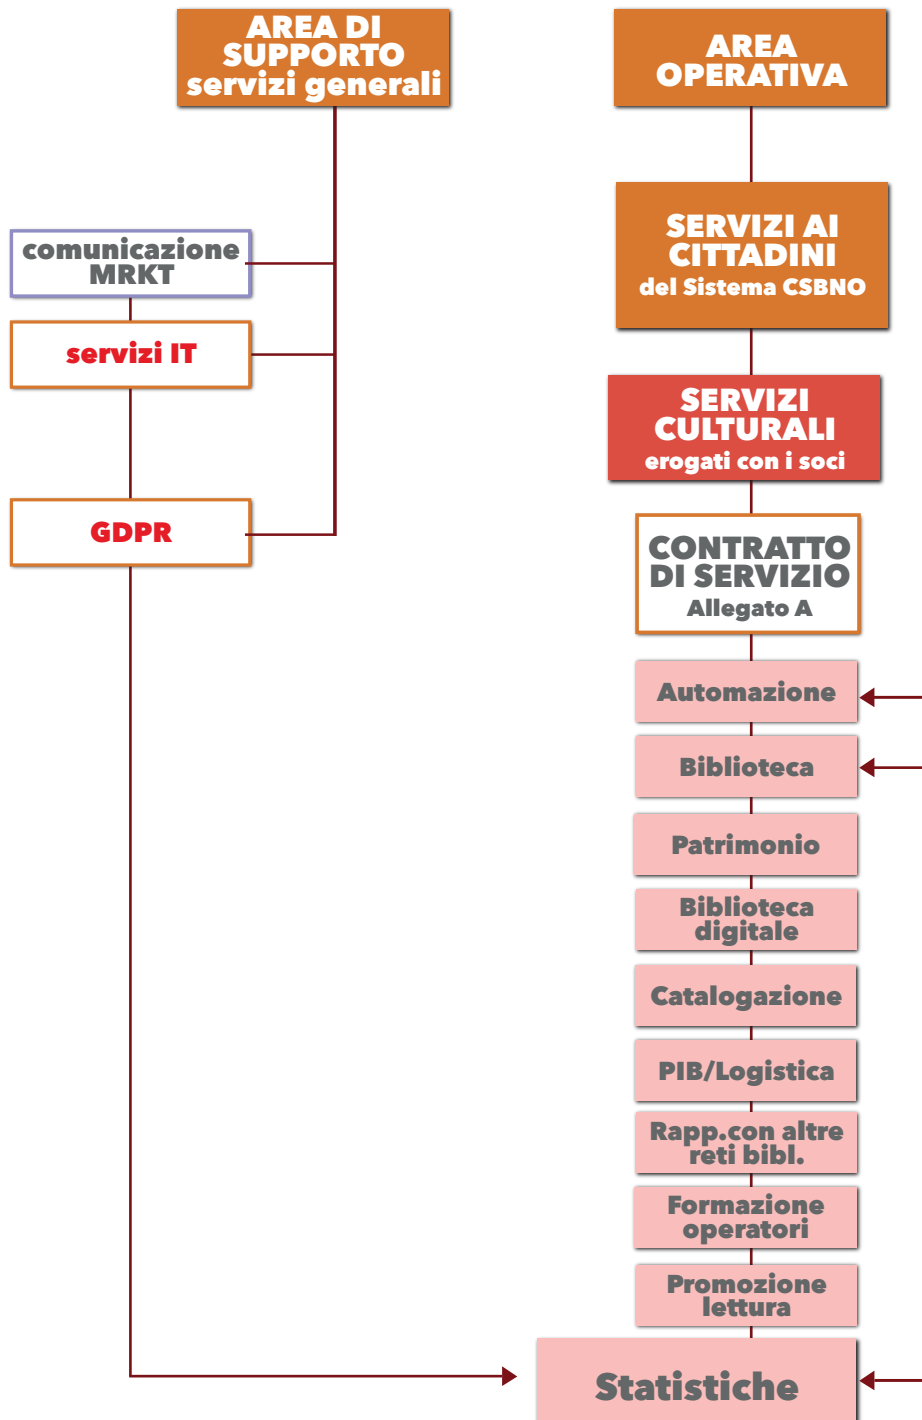 AREA DI
SUPPORTO
servizi generali
comunicazione
MRKT
servizi IT
GDPR
AREA
OPERATIVA
SERVIZI AI
CITTADINI
del Sistema CSBNO
SERVIZI
CULTURALI
erogati con i soci
CONTRATTO
DI SERVIZIO
Allegato A
Automazione
Biblioteca
Patrimonio
Biblioteca
digitale
Catalogazione
PIB/Logistica
Rapp.con altre
reti bibl.
Formazione
operatori
Promozione
lettura
Statistiche